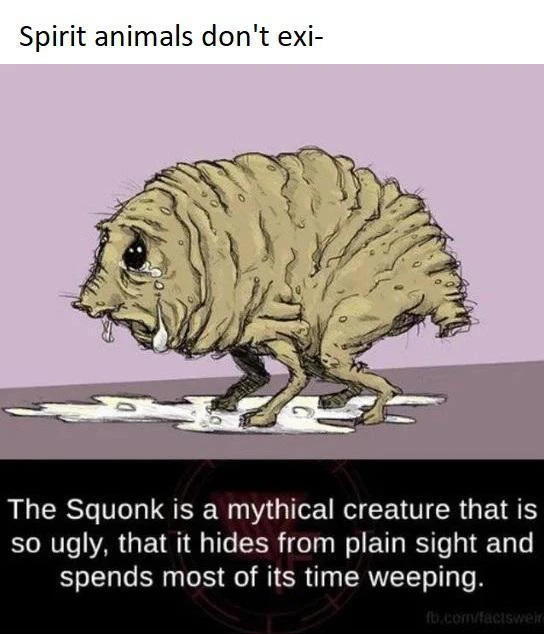 Spirit animals don't exi-
The Squonk is a mythical creature that is
so ugly, that it hides from plain sight and
spends most of its time weeping.
fb.com/factsweir